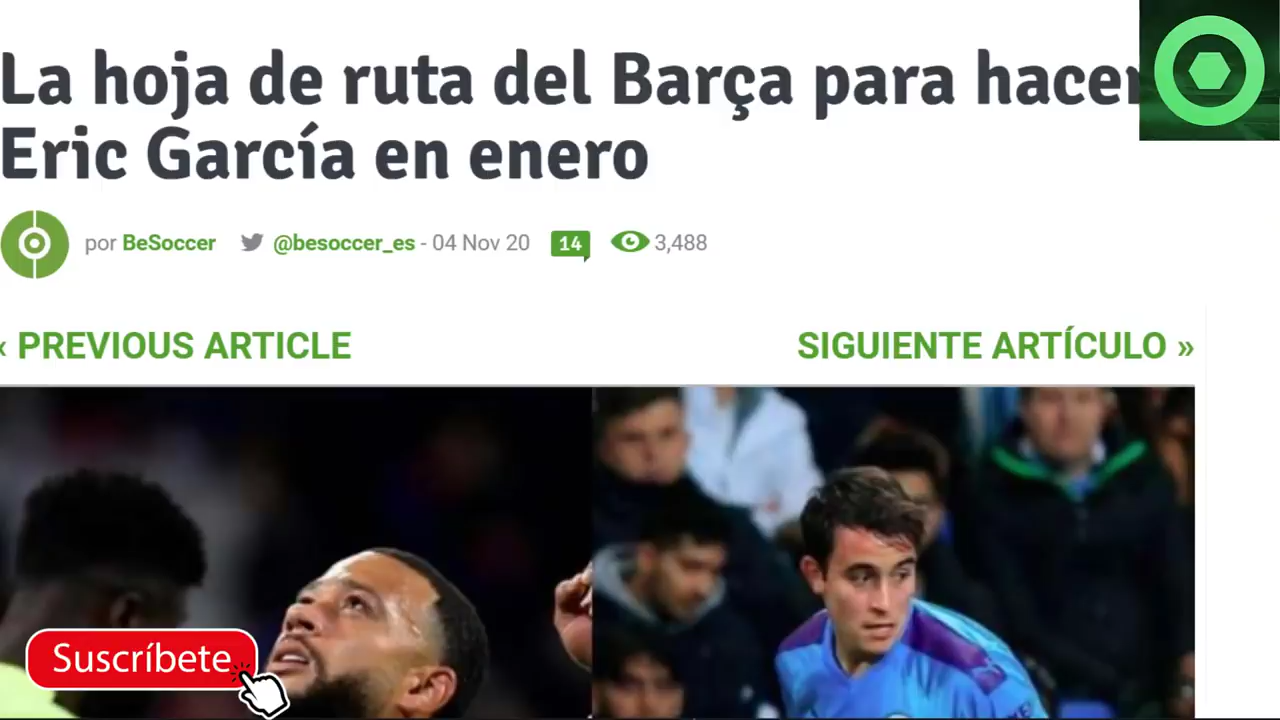 La hoja de ruta del Barça para hacer
Eric García en enero
por BeSoccer @besoccer_es - 04 Nov 20 14 3,488
« PREVIOUS ARTICLE SIGUIENTE ARTÍCULO »
Suscríbete